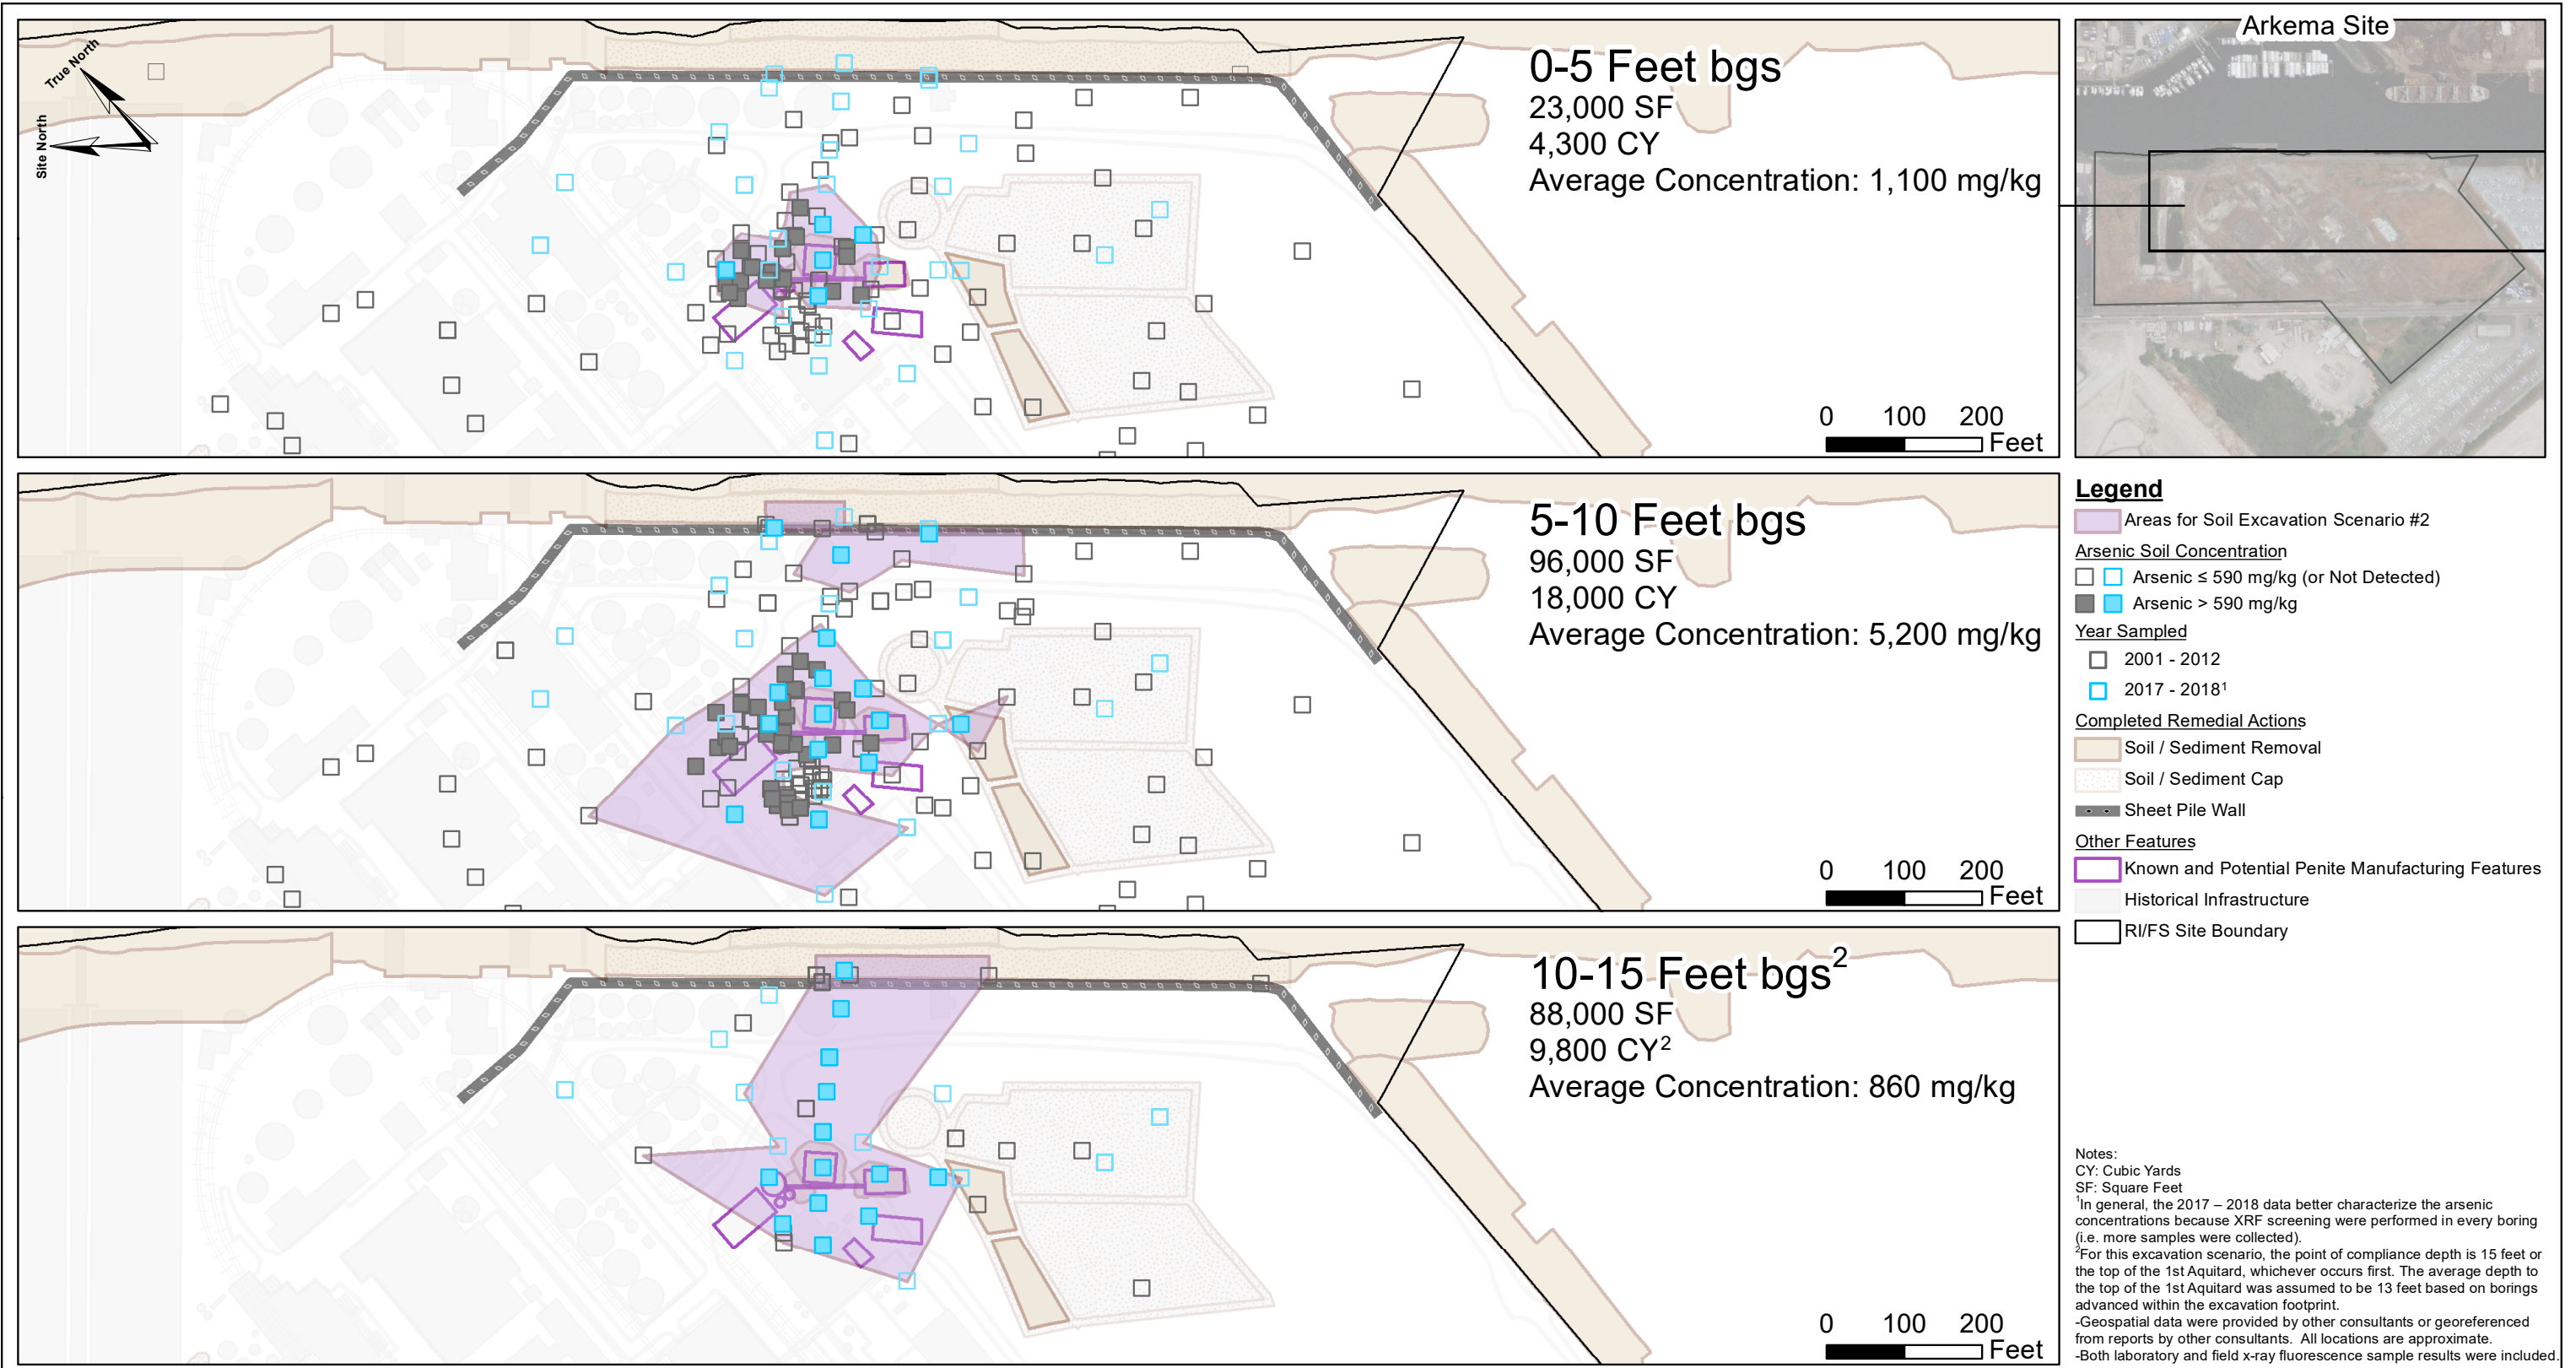 True North
Site North
0-5 Feet bgs
23,000 SF
4,300 CY
Average Concentration: 1,100 mg/kg
0 100 200
Feet
Arkema Site
5-10 Feet bgs
96,000 SF
18,000 CY
Average Concentration: 5,200 mg/kg
0 100 200
Feet
10-15 Feet bgs2
88,000 SF
9,800 CY2
Average Concentration: 860 mg/kg
0 100 200
Feet
Legend
Areas for Soil Excavation Scenario #2
Arsenic Soil Concentration
Arsenic ≤ 590 mg/kg (or Not Detected)
Arsenic > 590 mg/kg
Year Sampled
2001 - 2012
2017 - 20181
Completed Remedial Actions
Soil / Sediment Removal
Soil / Sediment Cap
Sheet Pile Wall
Other Features
Known and Potential Penite Manufacturing Features
Historical Infrastructure
RI/FS Site Boundary
Notes:
CY: Cubic Yards
SF: Square Feet
1In general, the 2017 – 2018 data better characterize the arsenic
concentrations because XRF screening were performed in every boring
(i.e. more samples were collected).
2For this excavation scenario, the point of compliance depth is 15 feet or
the top of the 1st Aquitard, whichever occurs first. The average depth to
the top of the 1st Aquitard was assumed to be 13 feet based on borings
advanced within the excavation footprint.
-Geospatial data were provided by other consultants or georeferenced
from reports by other consultants. All locations are approximate.
-Both laboratory and field x-ray fluorescence sample results were included.